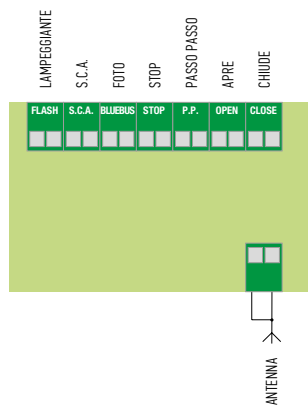 LAMPEGGIANTE
S.C.A.
FOTO
STOP
PASSO PASSO
APRE
CHIUDE
FLASH
S.C.A.
BLUEBUS
STOP
P.P.
OPEN
CLOSE
ANTENNA